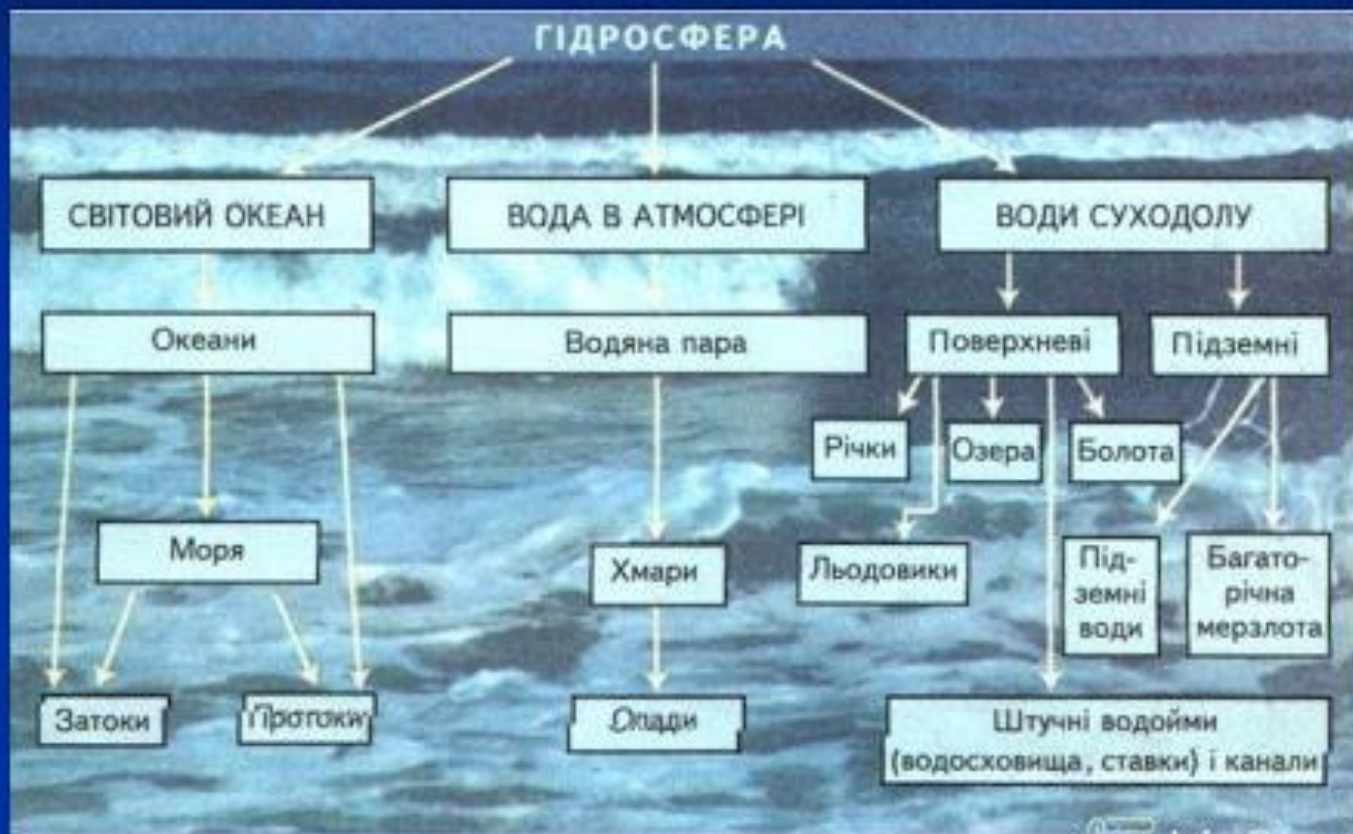 ГІДРОСФЕРА
СВІТОВИЙ ОКЕАН
ВОДА В АТМОСФЕРІ
ВОДИ СУХОДОЛУ
Океани
Водяна пара
Поверхневі
Підземні
Річки
Озера
Болота
Моря
Хмари
Льодовики
Під-
земні
води
Багато-
річна
мерзлота
Затоки
Протоки
Опади
Штучні водойми
(водосховища, ставки) і канали